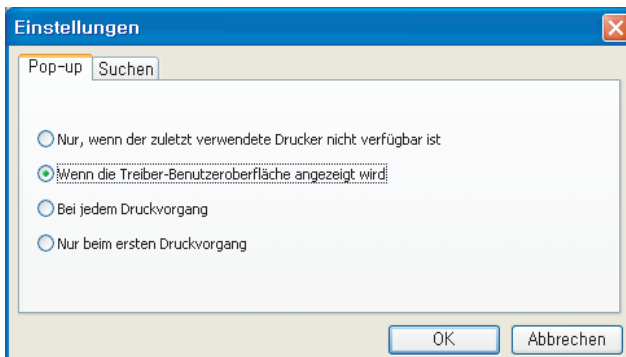 Einstellungen
Pop-up Suchen
Nur, wenn der zuletzt verwendete Drucker nicht verfügbar ist
Wenn die Treiber-Benutzeroberfläche angezeigt wird
Bei jedem Druckvorgang
Nur beim ersten Druckvorgang
OK Abbrechen